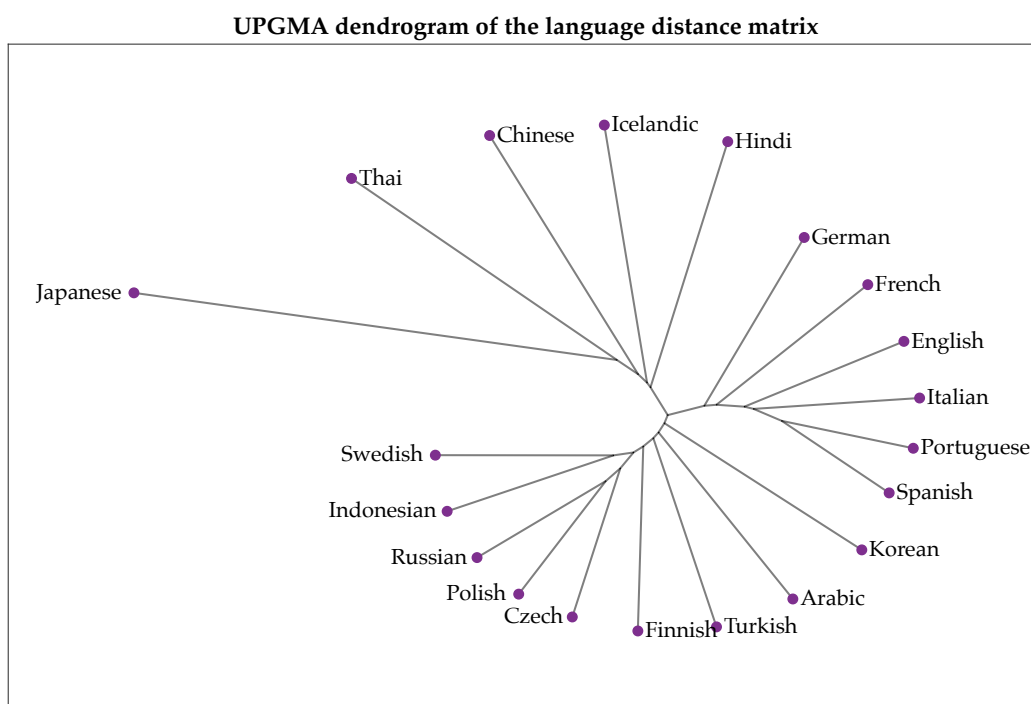 UPGMA dendrogram of the language distance matrix
Icelandic
Chinese
Hindi
Thai
German
French
Japanese
English
Italian
Portuguese
Swedish
Spanish
Indonesian
Korean
Russian
Polish
Arabic
Czech
Turkish
Finnish